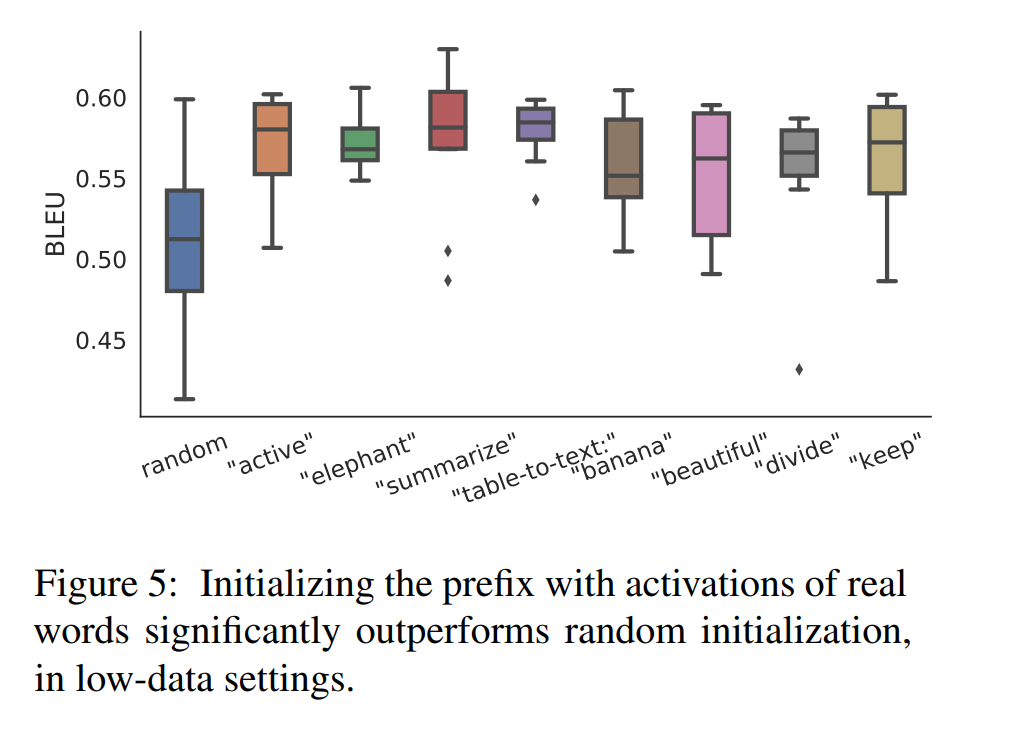 0.60
0.55
0.50
0.45
BLEU
random
"active"
"elephant"
"summarize"
"table-to-text:"
"banana"
"beautiful"
"divide"
"keep"
Figure 5: Initializing the prefix with activations of real
words significantly outperforms random initialization,
in low-data settings.